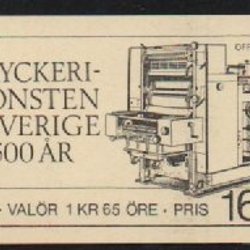 YCKERI-
ONSTEN
VERIGE
500 ÅR
OFF
• VALÖR 1 KR 65 ÖRE • PRIS 16